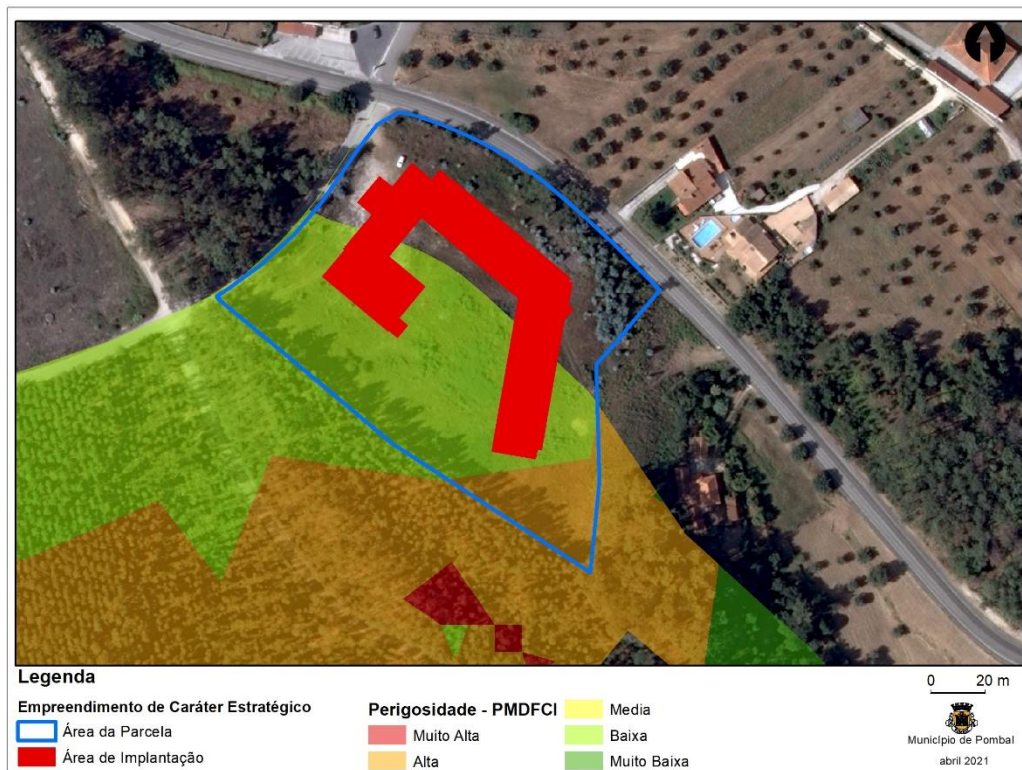 Legenda
Empreendimento de Caráter Estratégico
Área da Parcela
Área de Implantação
Perigosidade - PMDFCI
Muito Alta
Alta
Media
Baixa
Muito Baixa
0 20 m
Município de Pombal
abril 2021